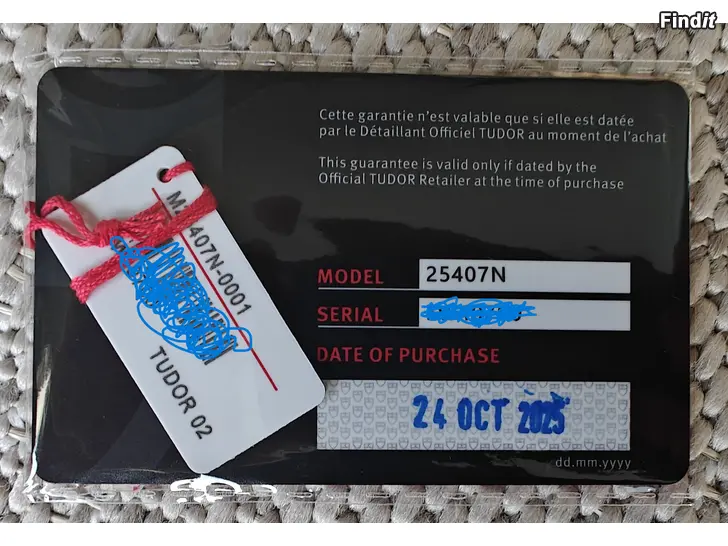 Findit
Cette garantie n'est valable que si elle est datée
par le Détaillant Officiel TUDOR au moment de l'achat
This guarantee is valid only if dated by the
Official TUDOR Retailer at the time of purchase
MODEL 25407N
SERIAL
DATE OF PURCHASE
24 OCT 2025
dd.mm.yyyy
407N-0001
TUDOR 02